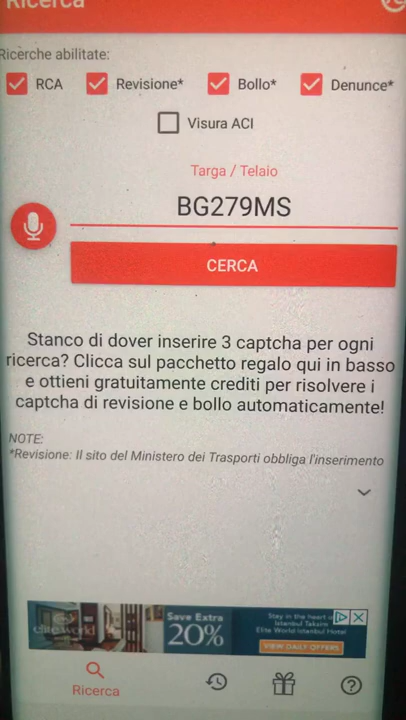 Ricerca
Ricerche abilitate:
RCA
Revisione*
Bollo*
Denunce*
Visura ACI
Targa / Telaio
BG279MS
CERCA
Stanco di dover inserire 3 captcha per ogni
ricerca? Clicca sul pacchetto regalo qui in basso
e ottieni gratuitamente crediti per risolvere i
captcha di revisione e bollo automaticamente!
NOTE:
*Revisione: Il sito del Ministero dei Trasporti obbliga l'inserimento
elite world
Save Extra
20%
Stay in the heart of
Istanbul Taksim
Elite World Istanbul Hotel
VIEW DAILY OFFERS
Ricerca